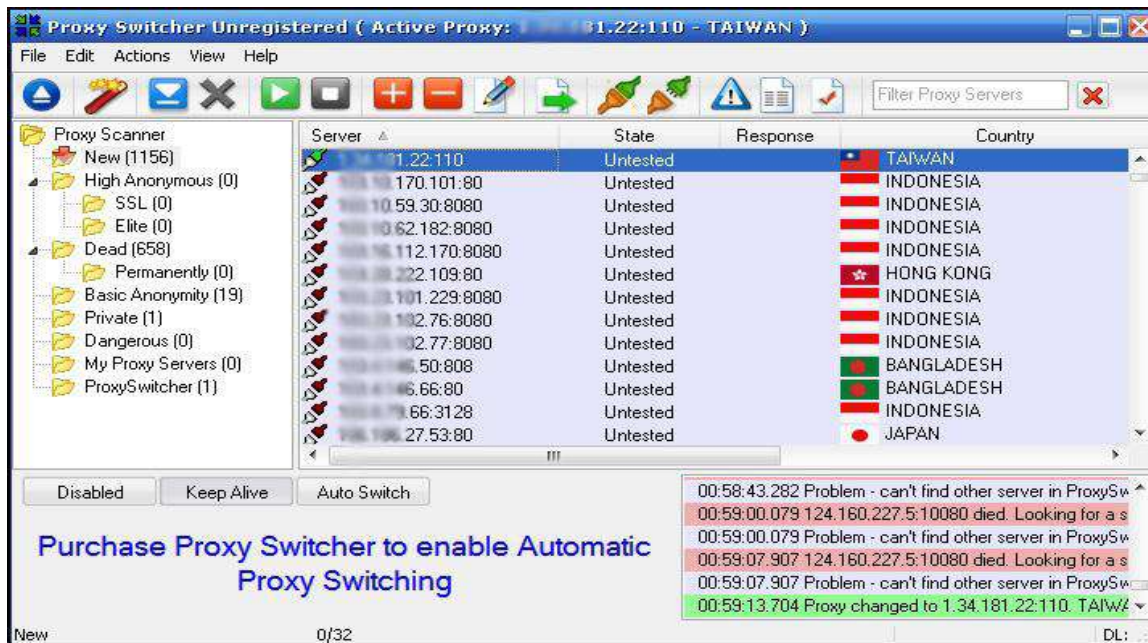 Proxy Switcher Unregistered ( Active Proxy: 1.22:110 - TAIWAN )
File Edit Actions View Help
Filter Proxy Servers
Proxy Scanner
New (1156)
High Anonymous (0)
SSL (0)
Elite (0)
Dead (658)
Permanently (0)
Basic Anonymity (19)
Private (1)
Dangerous (0)
My Proxy Servers (0)
ProxySwitcher (1)
Server State Response Country
1.22:110 Untested TAIWAN
.170.101:80 Untested INDONESIA
.59.30:8080 Untested INDONESIA
.62.182:8080 Untested INDONESIA
.112.170:8080 Untested INDONESIA
.222.109:80 Untested HONG KONG
.229:8080 Untested INDONESIA
.76:8080 Untested INDONESIA
.77:8080 Untested INDONESIA
.50:808 Untested BANGLADESH
.66:80 Untested BANGLADESH
.66:3128 Untested INDONESIA
.27.53:80 Untested JAPAN
Disabled Keep Alive Auto Switch
Purchase Proxy Switcher to enable Automatic
Proxy Switching
00:58:43.282 Problem - can't find other server in ProxySw
00:59:00.079 124.160.227.5:10080 died. Looking for a s
00:59:00.079 Problem - can't find other server in ProxySw
00:59:07.907 124.160.227.5:10080 died. Looking for a s
00:59:07.907 Problem - can't find other server in ProxySw
00:59:13.704 Proxy changed to 1.34.181.22:110. TAIWA
New 0/32 DL: